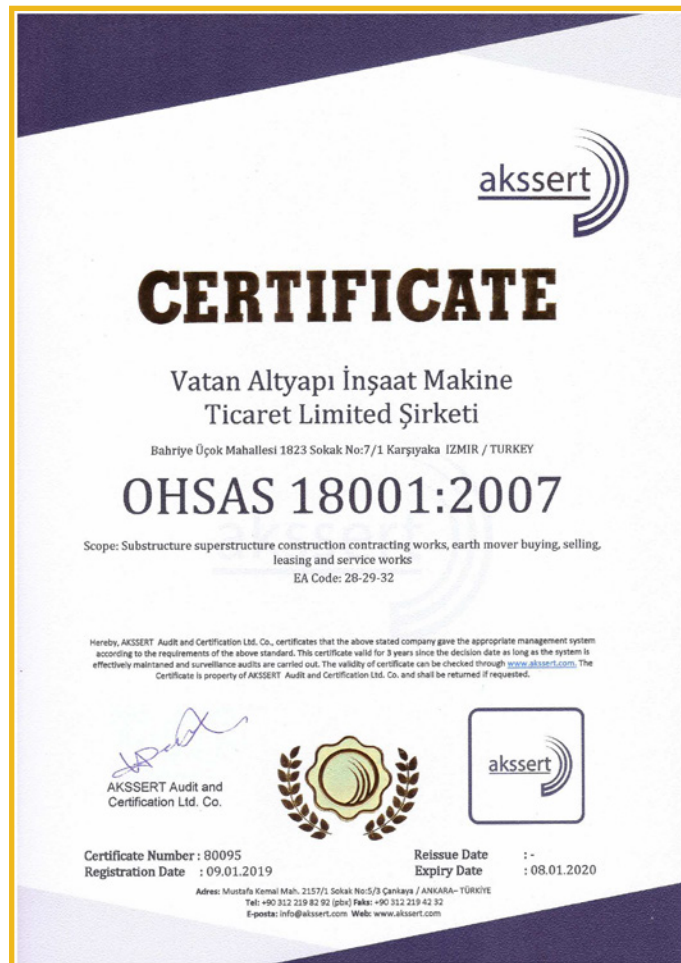 akssert
CERTIFICATE
Vatan Altyapı İnşaat Makine
Ticaret Limited Şirketi
Bahriye Üçok Mahallesi 1823 Sokak No:7/1 Karşıyaka IZMIR / TURKEY
OHSAS 18001:2007
Scope: Substructure superstructure construction contracting works, earth mover buying, selling,
leasing and service works
EA Code: 28-29-32
Hereby, AKSSERT Audit and Certification Ltd. Co., certificates that the above stated company gave the appropriate management system
according to the requirements of the above standard. This certificate valid for 3 years since the decision date as long as the system is
effectively maintaned and surveillance audits are carried out. The validity of certificate can be checked through www.akssert.com. The
Certificate is property of AKSSERT Audit and Certification Ltd. Co. and shall be returned if requested.
AKSSERT Audit and
Certification Ltd. Co.
akssert
Certificate Number : 80095
Registration Date : 09.01.2019
Reissue Date : -
Expiry Date : 08.01.2020
Adres: Mustafa Kemal Mah. 2157/1 Sokak No:5/3 Çankaya / ANKARA– TÜRKİYE
Tel: +90 312 219 82 92 (pbx) Faks: +90 312 219 42 32
E-posta: info@akssert.com Web: www.akssert.com